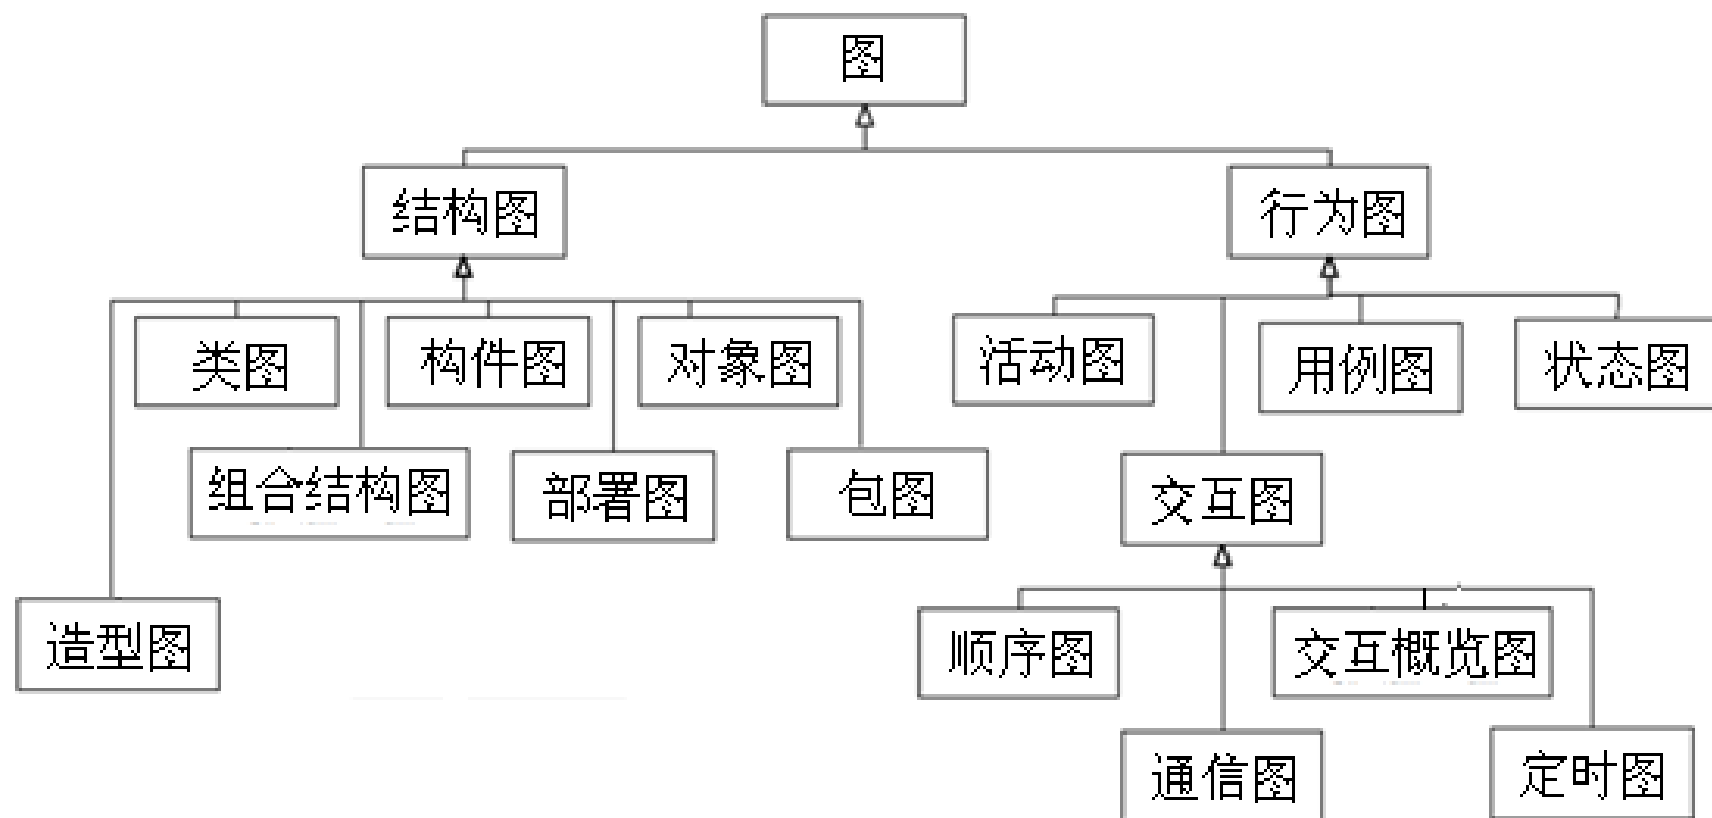 图
结构图
行为图
类图
构件图
对象图
活动图
用例图
状态图
组合结构图
部署图
包图
交互图
造型图
顺序图
交互概览图
通信图
定时图